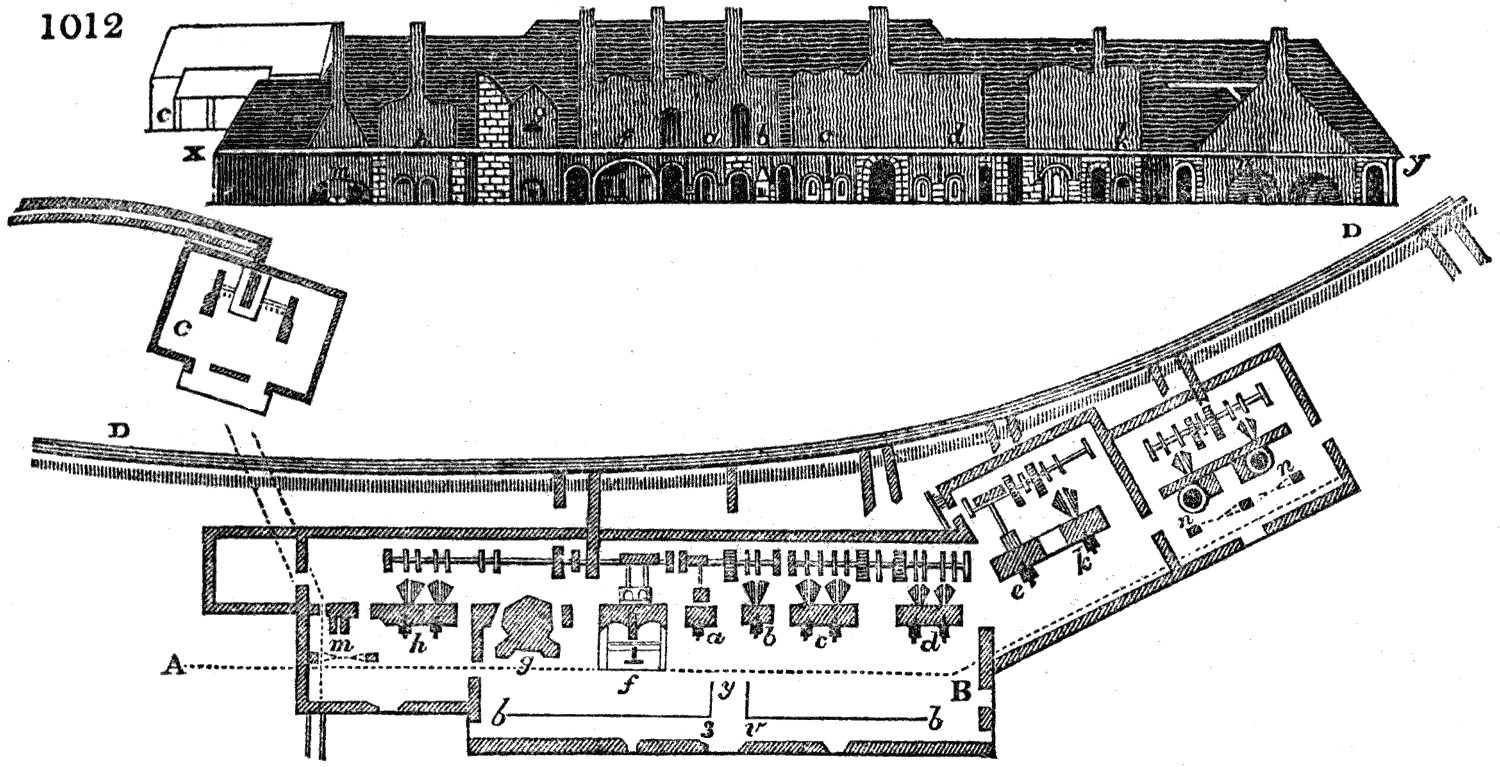 1012
c
h g f a b c d k
x m n y
D
c
D
n n
e k
m h g f a b c d
A B
y
b b
3 v